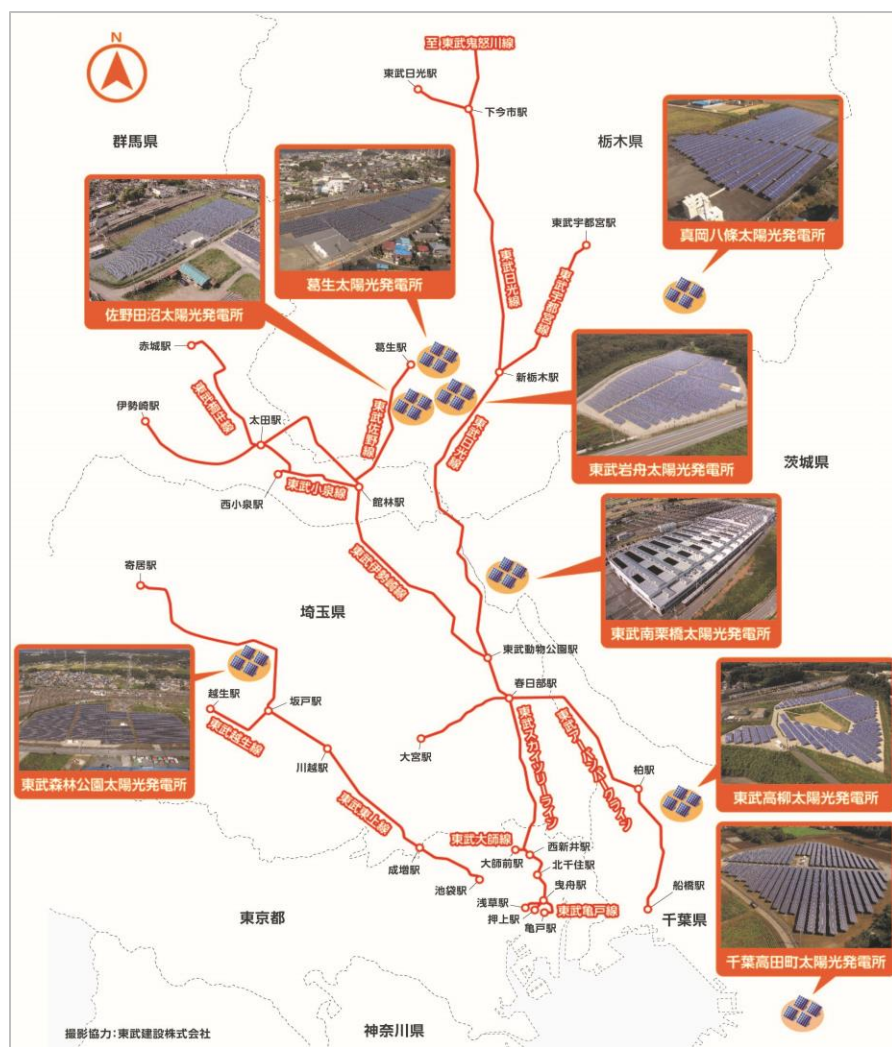 N
至 東武鬼怒川線
東武日光駅
下今市駅
群馬県
栃木県
真岡八條太陽光発電所
葛生太陽光発電所
佐野田沼太陽光発電所
東武宇都宮駅
東武日光線
東武宇都宮線
赤城駅
葛生駅
新栃木駅
伊勢崎駅
東武桐生線
太田駅
東武佐野線
東武日光線
東武岩舟太陽光発電所
茨城県
西小泉駅
東武小泉線
館林駅
東武伊勢崎線
寄居駅
埼玉県
東武南栗橋太陽光発電所
東武動物公園駅
春日部駅
越生駅
坂戸駅
東武越生線
東武森林公園太陽光発電所
大宮駅
川越駅
東武スカイツリーライン
東武アーバンパークライン
柏駅
東武高柳太陽光発電所
東武東上線
東武大師線
成増駅
大師前駅
西新井駅
北千住駅
池袋駅
曳舟駅
浅草駅
押上駅
亀戸駅
東武亀戸線
船橋駅
東京都
千葉県
千葉高田町太陽光発電所
撮影協力：東武建設株式会社
神奈川県